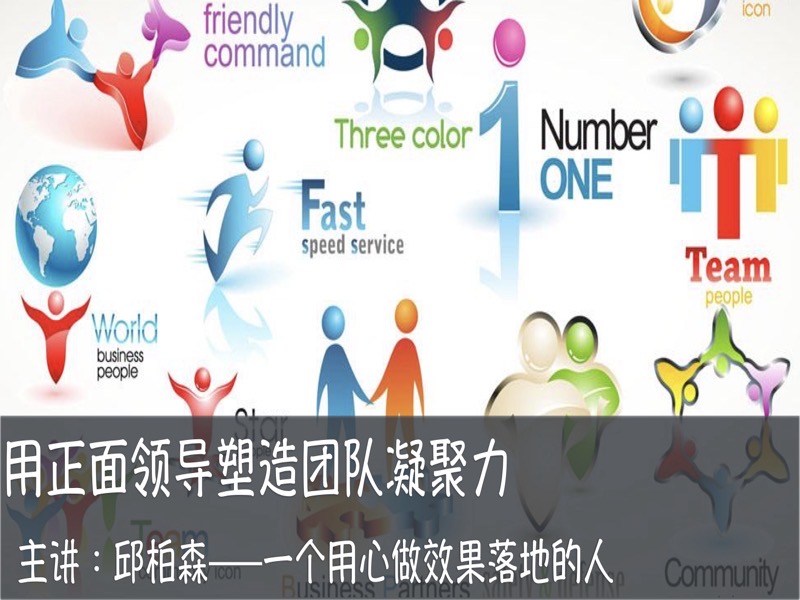 friendly
command
icon
Three color
Number
ONE
Fast
speed service
Team
people
World
business
people
Star
用正面领导塑造团队凝聚力
主讲：邱柏森——一个用心做效果落地的人
Team
icon
Business Partners
Community